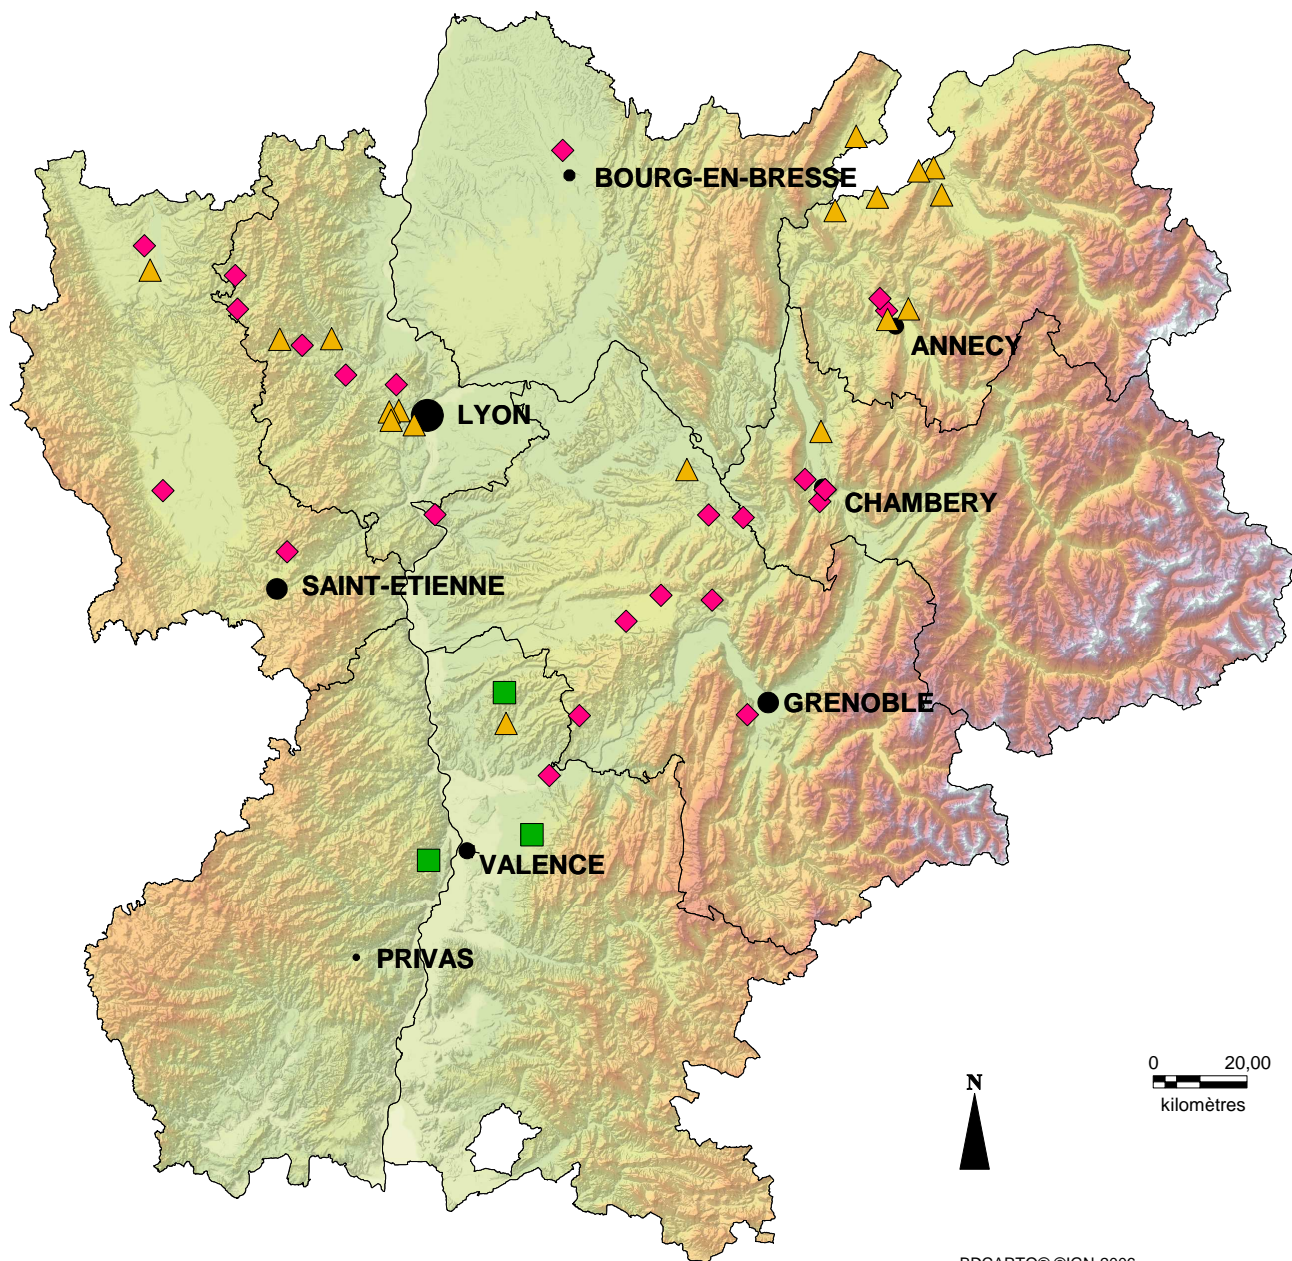 BOURG-EN-BRESSE
ANNECY
LYON
CHAMBERY
SAINT-ETIENNE
GRENOBLE
VALENCE
PRIVAS
0 20,00
kilomètres
N